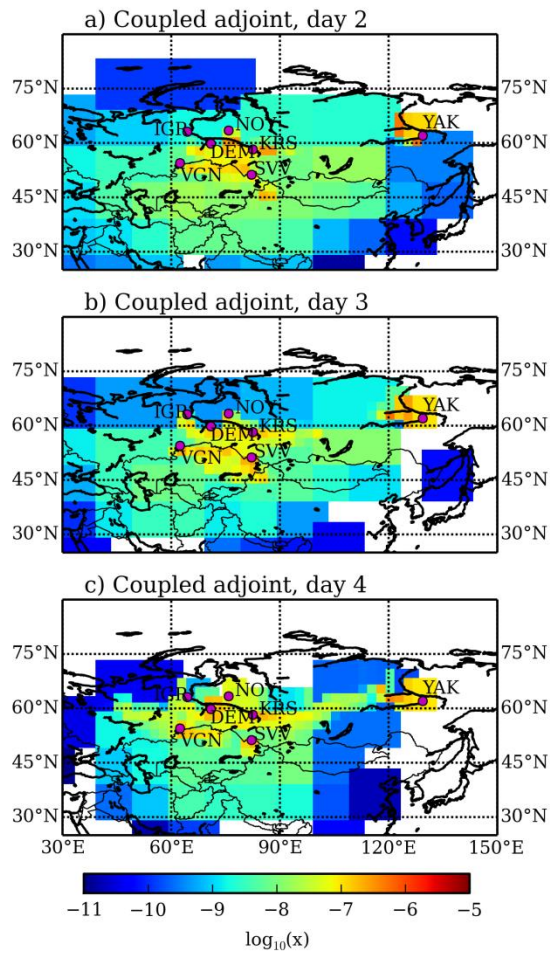 a) Coupled adjoint, day 2
75°N 75°N
IGR NOY YAK
60°N 60°N
DEM KRS
VGN SVV
45°N 45°N
30°N 30°N
b) Coupled adjoint, day 3
75°N 75°N
IGR NOY YAK
60°N 60°N
DEM KRS
VGN SVV
45°N 45°N
30°N 30°N
c) Coupled adjoint, day 4
75°N 75°N
IGR NOY YAK
60°N 60°N
DEM KRS
VGN SVV
45°N 45°N
30°N 30°N
30°E 60°E 90°E 120°E 150°E
−11 −10 −9 −8 −7 −6 −5
log₁₀(x)